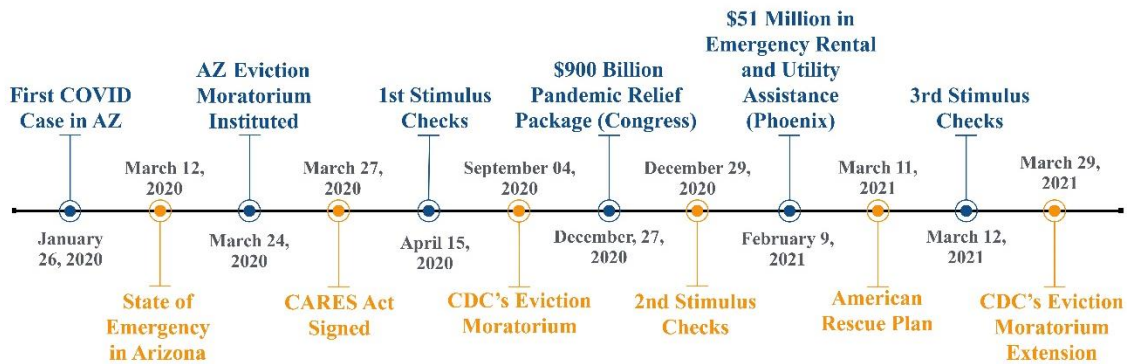 First COVID
Case in AZ
January
26, 2020
March 12,
2020
State of
Emergency
in Arizona
AZ Eviction
Moratorium
Instituted
March 24,
2020
March 27,
2020
CARES Act
Signed
1st Stimulus
Checks
April 15,
2020
September 04,
2020
CDC's Eviction
Moratorium
$900 Billion
Pandemic Relief
Package (Congress)
December, 27,
2020
December 29,
2020
2nd Stimulus
Checks
$51 Million in
Emergency Rental
and Utility
Assistance
(Phoenix)
February 9,
2021
March 11,
2021
American
Rescue Plan
3rd Stimulus
Checks
March 12,
2021
March 29,
2021
CDC's Eviction
Moratorium
Extension